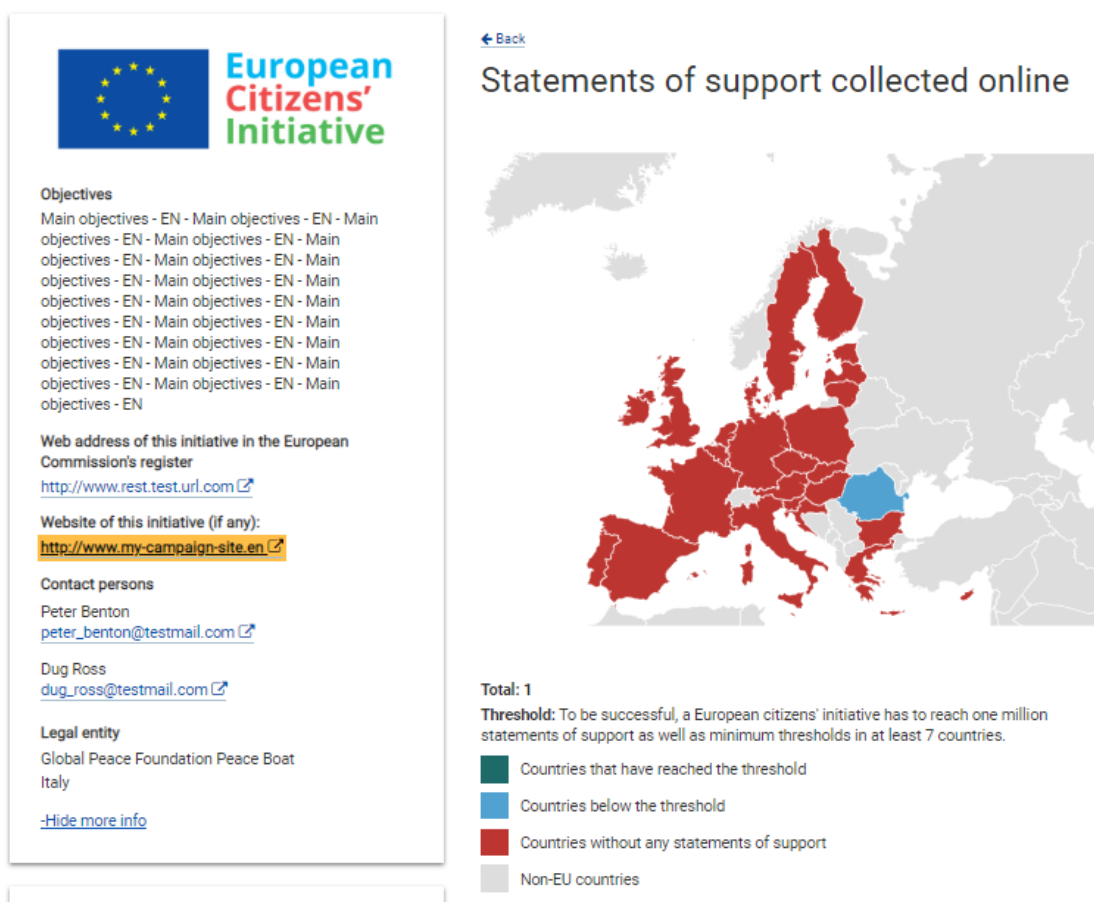 European
Citizens'
Initiative
Objectives
Main objectives - EN - Main objectives - EN - Main
objectives - EN - Main objectives - EN - Main
objectives - EN - Main objectives - EN - Main
objectives - EN - Main objectives - EN - Main
objectives - EN - Main objectives - EN - Main
objectives - EN - Main objectives - EN - Main
objectives - EN - Main objectives - EN - Main
objectives - EN - Main objectives - EN - Main
objectives - EN - Main objectives - EN - Main
objectives - EN
Web address of this initiative in the European
Commission's register
http://www.rest.test.url.com
Website of this initiative (if any):
http://www.my-campaign-site.en
Contact persons
Peter Benton
peter_benton@testmail.com
Dug Ross
dug_ross@testmail.com
Legal entity
Global Peace Foundation Peace Boat
Italy
-Hide more info
Back
Statements of support collected online
Total: 1
Threshold: To be successful, a European citizens' initiative has to reach one million
statements of support as well as minimum thresholds in at least 7 countries.
Countries that have reached the threshold
Countries below the threshold
Countries without any statements of support
Non-EU countries